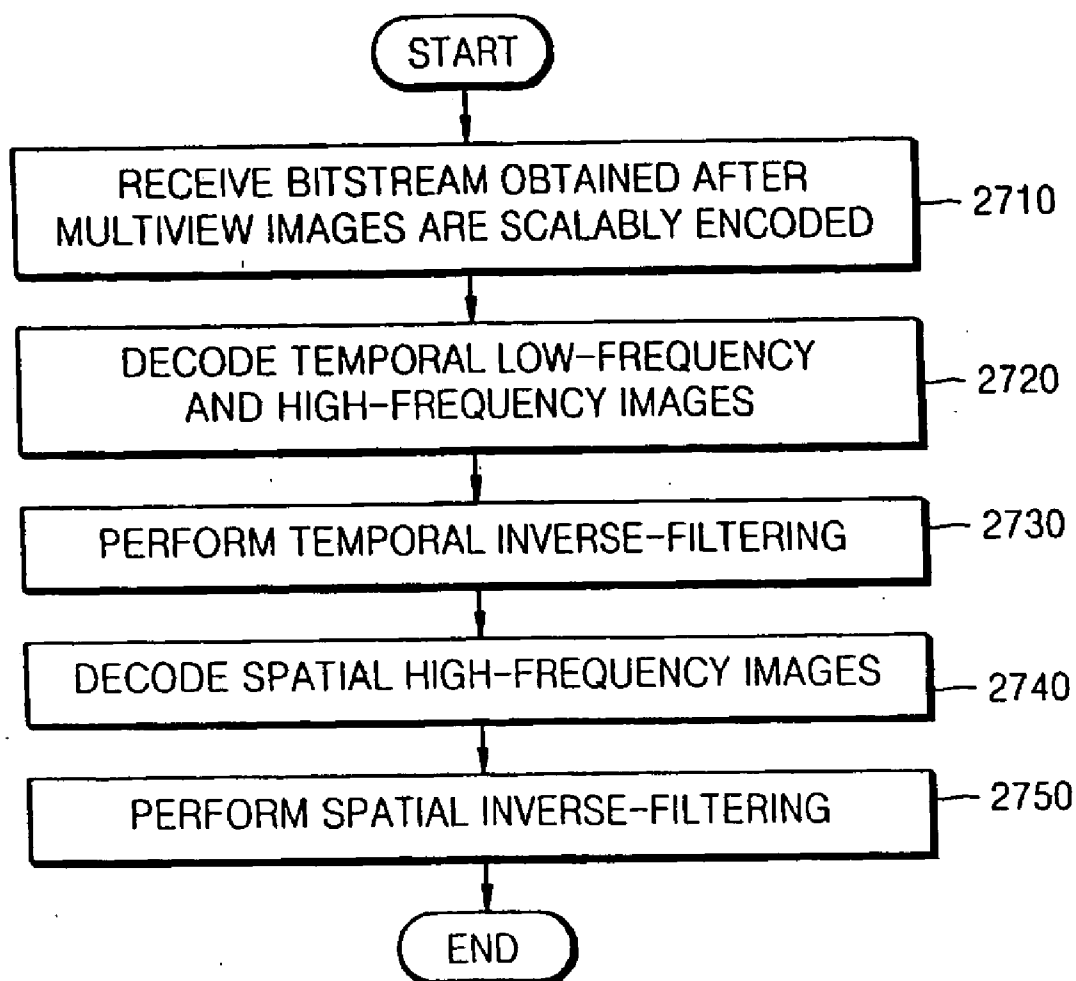 START
RECEIVE BITSTREAM OBTAINED AFTER
MULTIVIEW IMAGES ARE SCALABLY ENCODED
2710
DECODE TEMPORAL LOW-FREQUENCY
AND HIGH-FREQUENCY IMAGES
2720
PERFORM TEMPORAL INVERSE-FILTERING
2730
DECODE SPATIAL HIGH-FREQUENCY IMAGES
2740
PERFORM SPATIAL INVERSE-FILTERING
2750
END